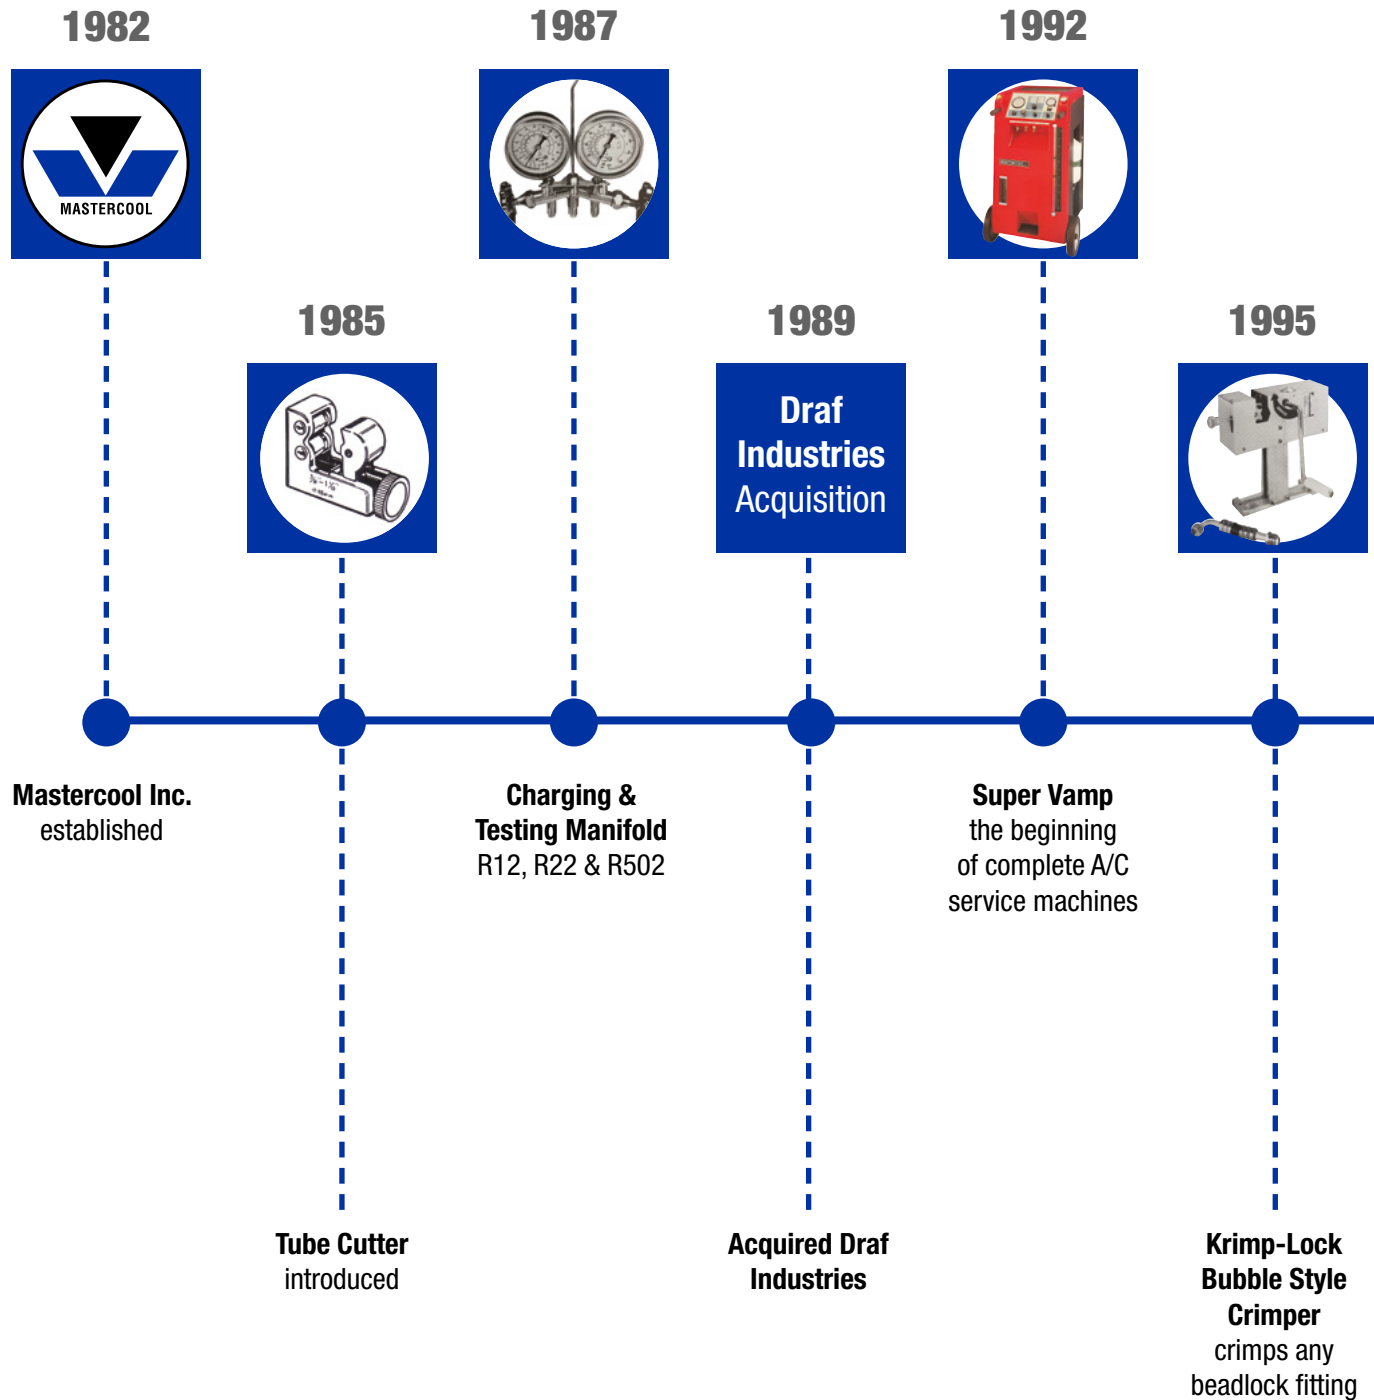 1982
1987
1992
MASTERCOOL
1985
1989
1995
Draf
Industries
Acquisition
Mastercool Inc.
established
Charging &
Testing Manifold
R12, R22 & R502
Super Vamp
the beginning
of complete A/C
service machines
Tube Cutter
introduced
Acquired Draf
Industries
Krimp-Lock
Bubble Style
Crimper
crimps any
beadlock fitting